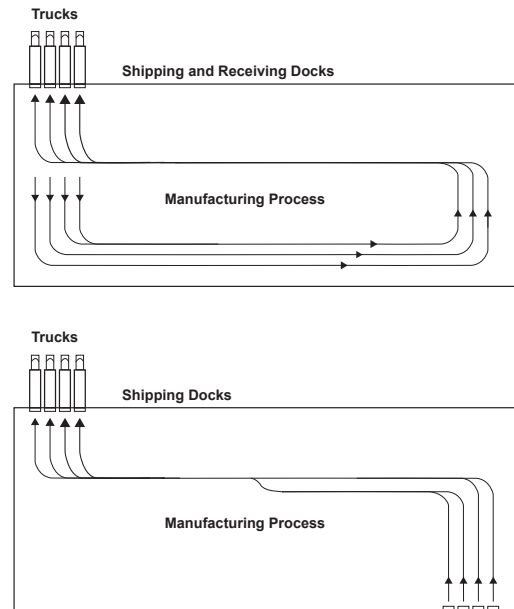 Trucks
Shipping and Receiving Docks
Manufacturing Process
Trucks
Shipping Docks
Manufacturing Process